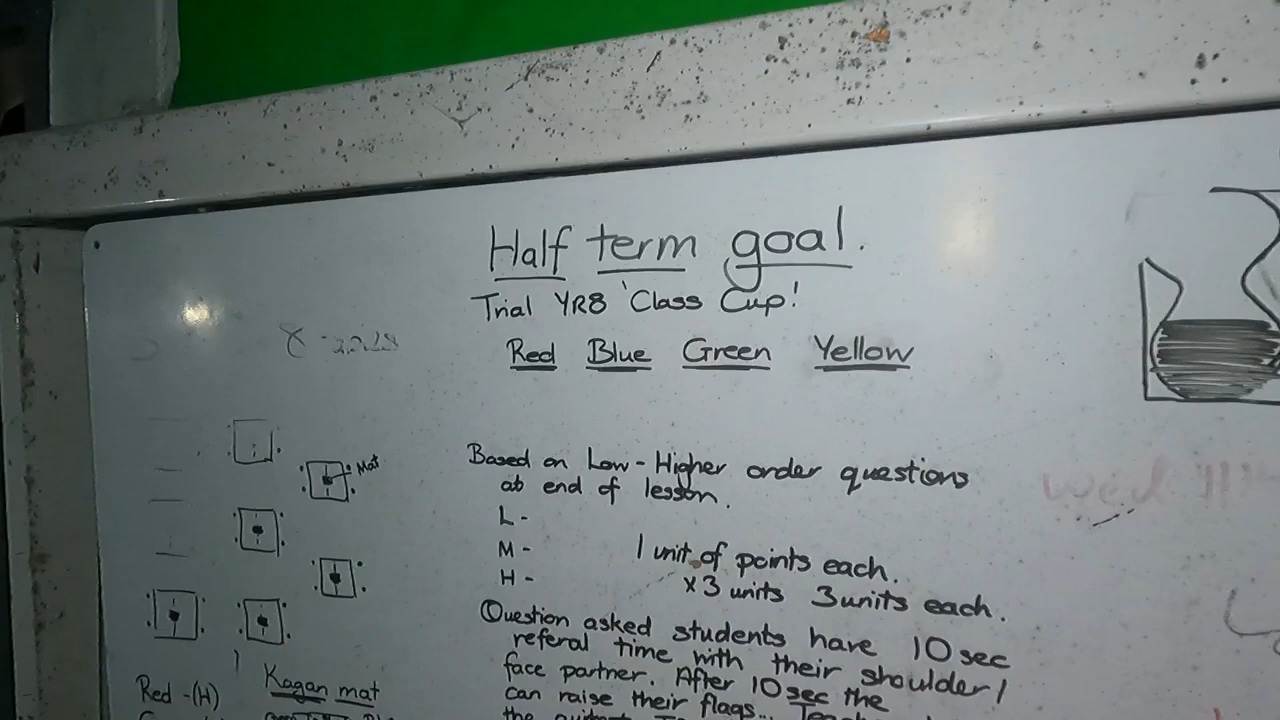 Half term goal.
Trial YR8 'Class Cup!
Red Blue Green Yellow
Mat
Based on Low-Higher order questions
at end of lesson.
L-
M-
H-
1 unit of points each.
x3 units 3units each.
Question asked students have 10 sec
referal time with their shoulder/
face partner. After 10 sec the
can raise their flags...
Kagan mat
Red -(H)